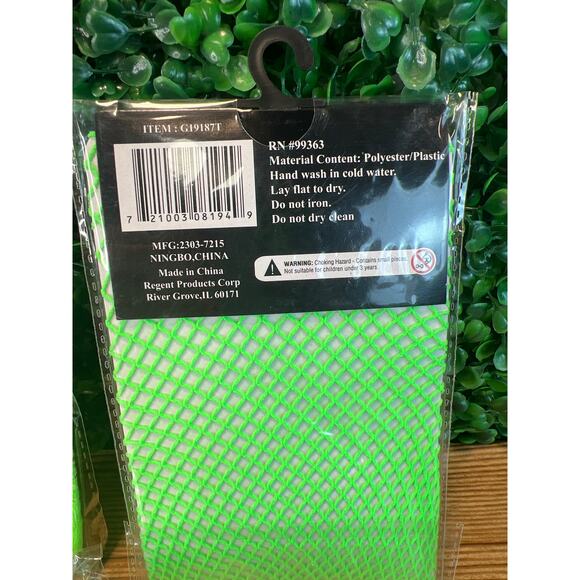 ITEM : G19187T
7 21003 08194 9
MFG:2303-7215
NINGBO,CHINA
Made in China
Regent Products Corp
River Grove,IL 60171
RN #99363
Material Content: Polyester/Plastic
Hand wash in cold water.
Lay flat to dry.
Do not iron.
Do not dry clean
WARNING: Choking Hazard - Contains small pieces.
Not suitable for children under 3 years.